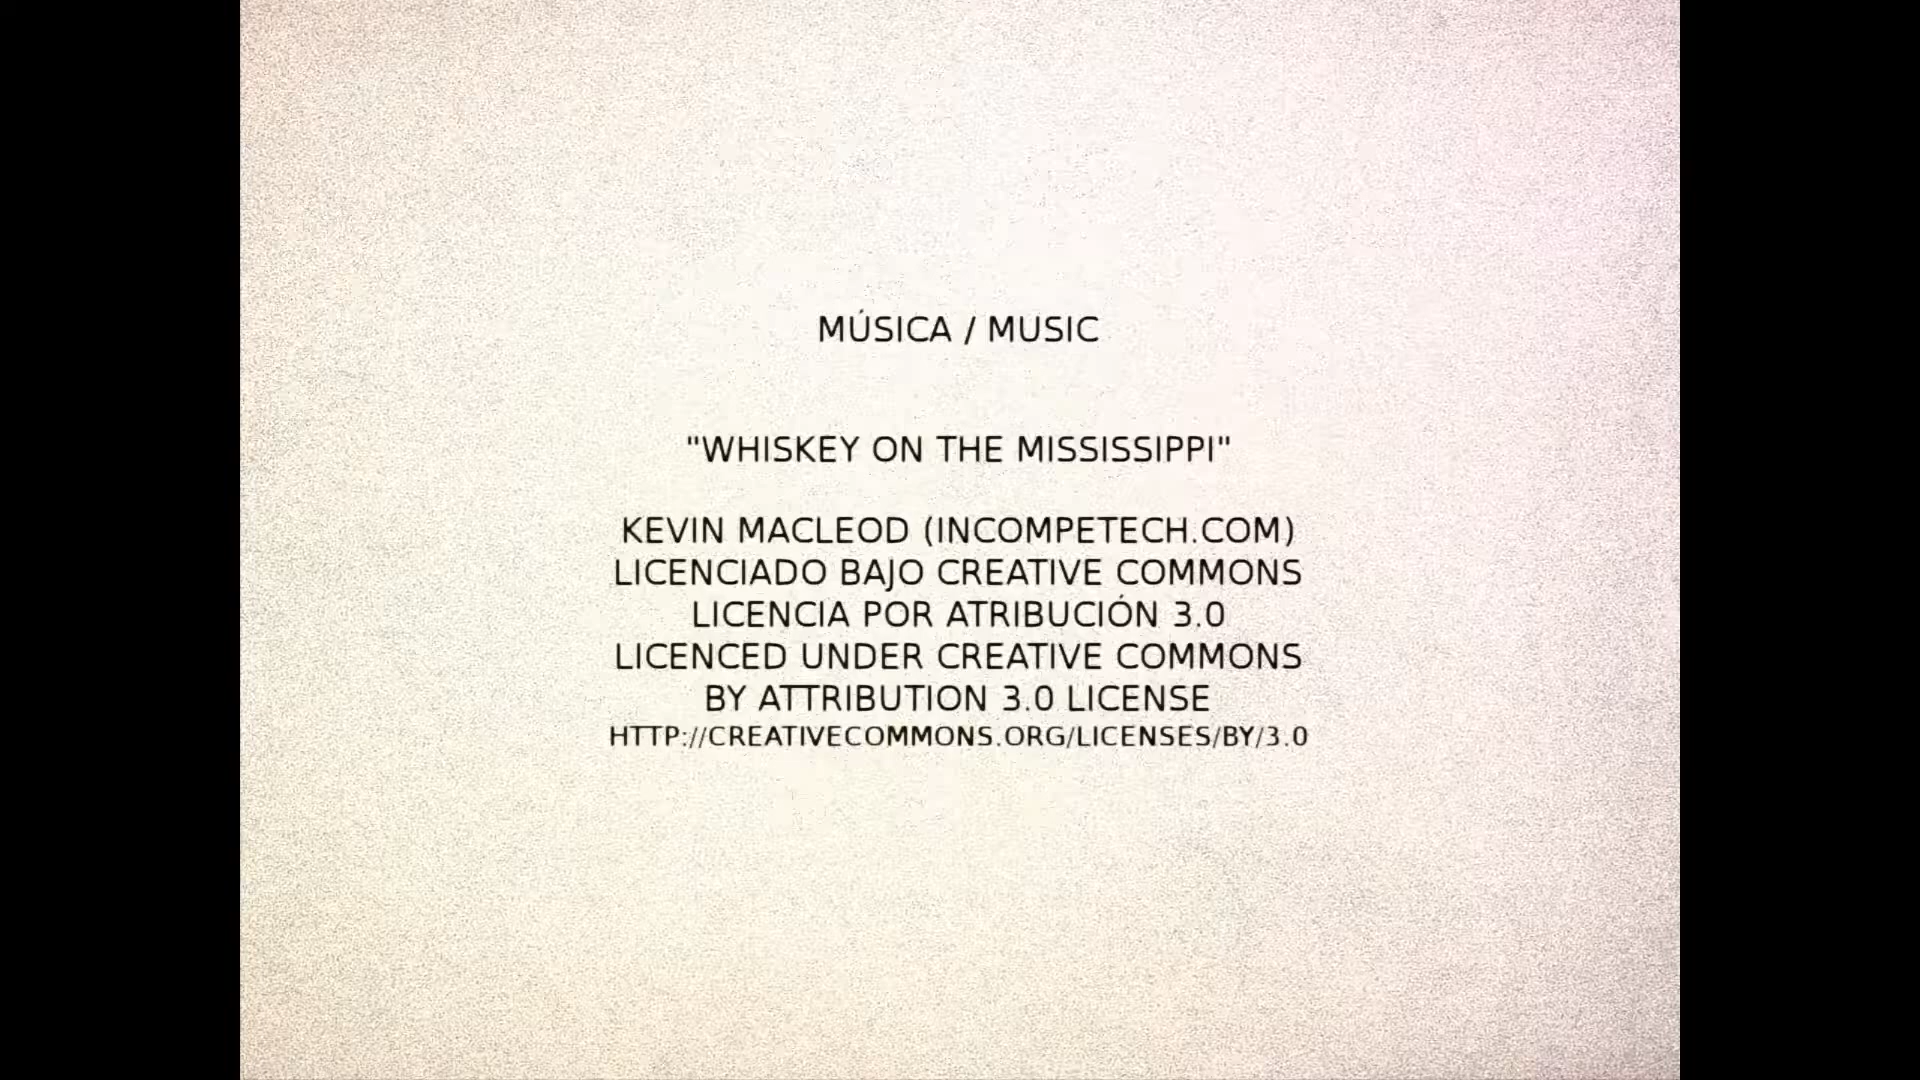 MÚSICA / MUSIC
"WHISKEY ON THE MISSISSIPPI"
KEVIN MACLEOD (INCOMPETECH.COM)
LICENCIADO BAJO CREATIVE COMMONS
LICENCIA POR ATRIBUCIÓN 3.0
LICENCED UNDER CREATIVE COMMONS
BY ATTRIBUTION 3.0 LICENSE
HTTP://CREATIVECOMMONS.ORG/LICENSES/BY/3.0